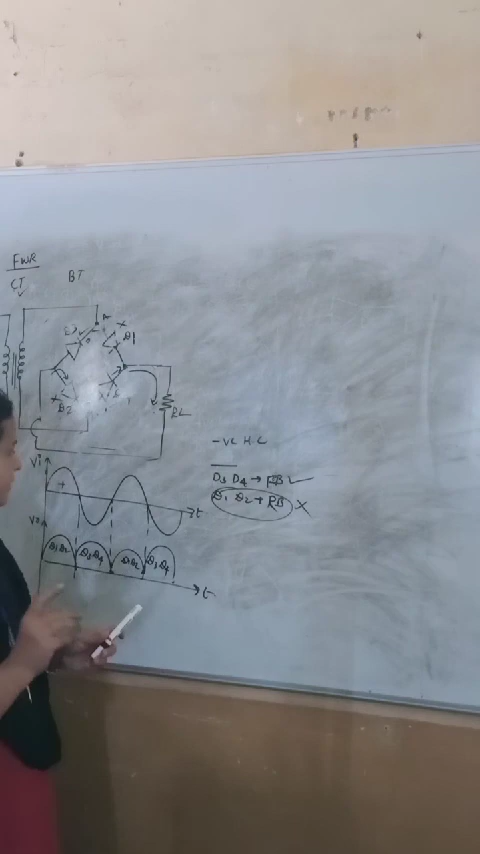 FWR
CT BT
A
D1
D2
RL
Vi
+
t
Vo
D1 D2 D3 D4 D1 D2 D3 D4
t
-ve H.C
D3 D4 → FB
D1 D2 → RB X